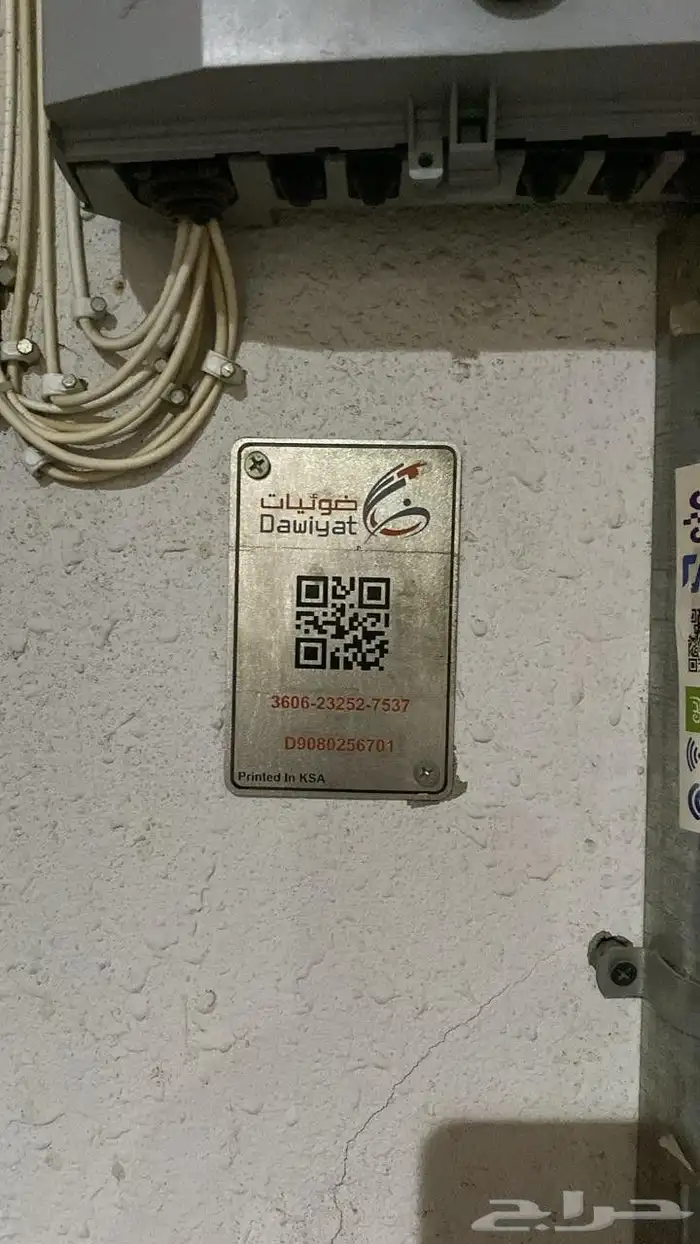 ضوئيات
Dawiyat
3606-23252-7537
D9080256701
Printed In KSA
حراج